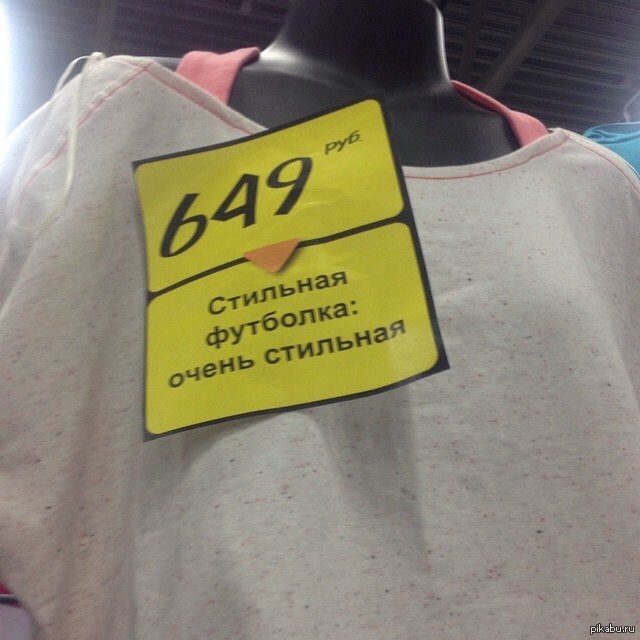 649 руб.
Стильная
футболка:
очень стильная
pikabu.ru